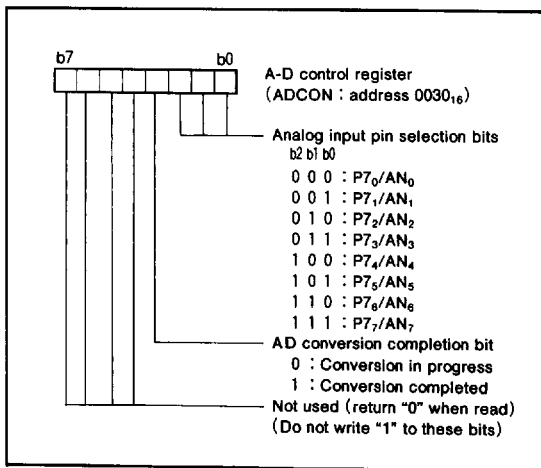 b7 b0
A-D control register
(ADCON : address 0030₁₆)
Analog input pin selection bits
b2 b1 b0
0 0 0 : P7₀/AN₀
0 0 1 : P7₁/AN₁
0 1 0 : P7₂/AN₂
0 1 1 : P7₃/AN₃
1 0 0 : P7₄/AN₄
1 0 1 : P7₅/AN₅
1 1 0 : P7₆/AN₆
1 1 1 : P7₇/AN₇
AD conversion completion bit
0 : Conversion in progress
1 : Conversion completed
Not used (return "0" when read)
(Do not write "1" to these bits)